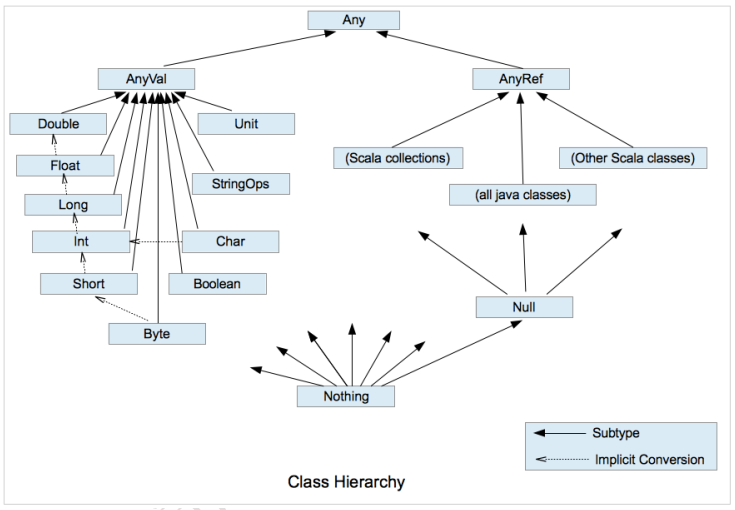 Any
AnyVal
AnyRef
Double
Unit
Float
(Scala collections)
(Other Scala classes)
StringOps
(all java classes)
Long
Int
Char
Short
Boolean
Null
Byte
Nothing
Subtype
Implicit Conversion
Class Hierarchy